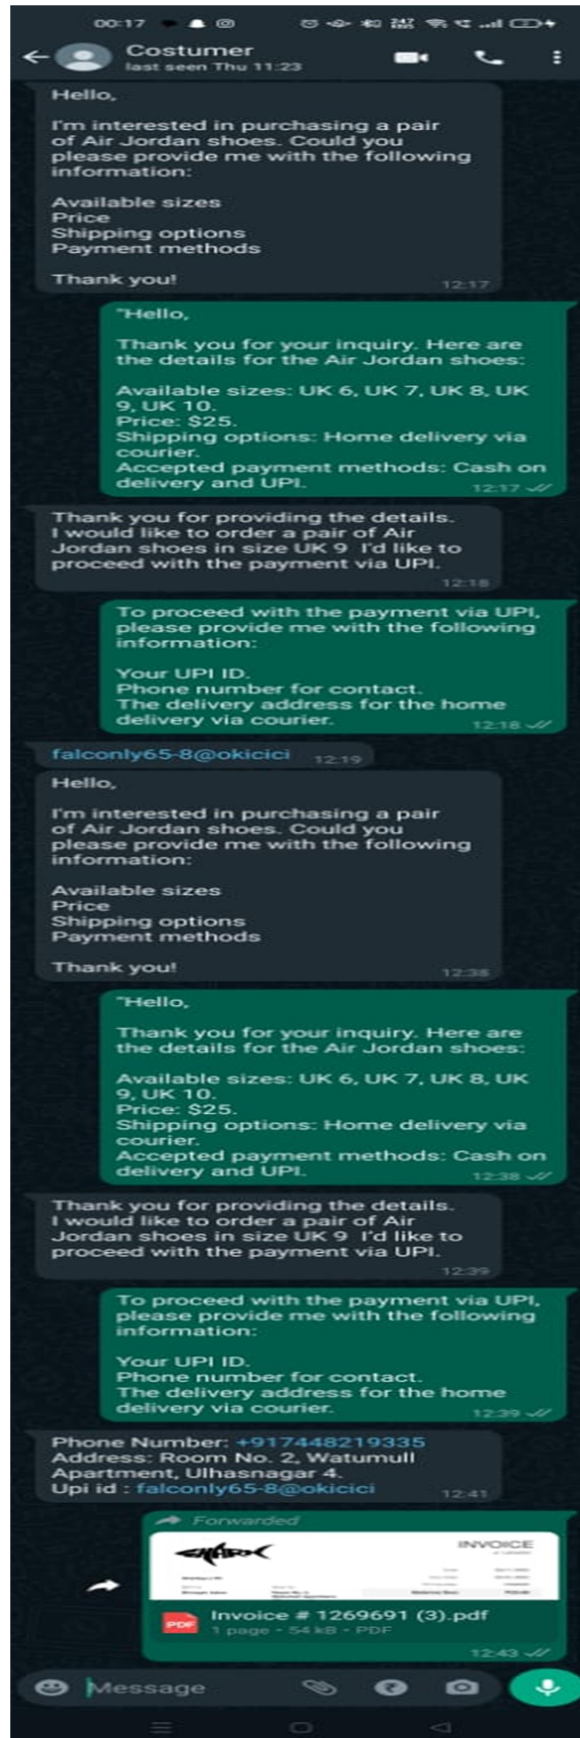 00:17
Costumer
last seen Thu 11:23
Hello,
I'm interested in purchasing a pair
of Air Jordan shoes. Could you
please provide me with the following
information:
Available sizes
Price
Shipping options
Payment methods
Thank you!
12:17
"Hello,
Thank you for your inquiry. Here are
the details for the Air Jordan shoes:
Available sizes: UK 6, UK 7, UK 8, UK
9, UK 10.
Price: $25.
Shipping options: Home delivery via
courier.
Accepted payment methods: Cash on
delivery and UPI. 12:17
Thank you for providing the details.
I would like to order a pair of Air
Jordan shoes in size UK 9 I'd like to
proceed with the payment via UPI.
12:18
To proceed with the payment via UPI,
please provide me with the following
information:
Your UPI ID.
Phone number for contact.
The delivery address for the home
delivery via courier. 12:18
falconly65-8@okicici 12:19
Hello,
I'm interested in purchasing a pair
of Air Jordan shoes. Could you
please provide me with the following
information:
Available sizes
Price
Shipping options
Payment methods
Thank you! 12:38
"Hello,
Thank you for your inquiry. Here are
the details for the Air Jordan shoes:
Available sizes: UK 6, UK 7, UK 8, UK
9, UK 10.
Price: $25.
Shipping options: Home delivery via
courier.
Accepted payment methods: Cash on
delivery and UPI. 12:38
Thank you for providing the details.
I would like to order a pair of Air
Jordan shoes in size UK 9 I'd like to
proceed with the payment via UPI.
12:39
To proceed with the payment via UPI,
please provide me with the following
information:
Your UPI ID.
Phone number for contact.
The delivery address for the home
delivery via courier. 12:39
Phone Number: +917448219335
Address: Room No. 2, Watumull
Apartment, Ulhasnagar 4.
Upi id : falconly65-8@okicici 12:41
Forwarded
SHARK INVOICE
PDF Invoice # 1269691 (3).pdf
1 page • 54 kB • PDF
12:43
Message